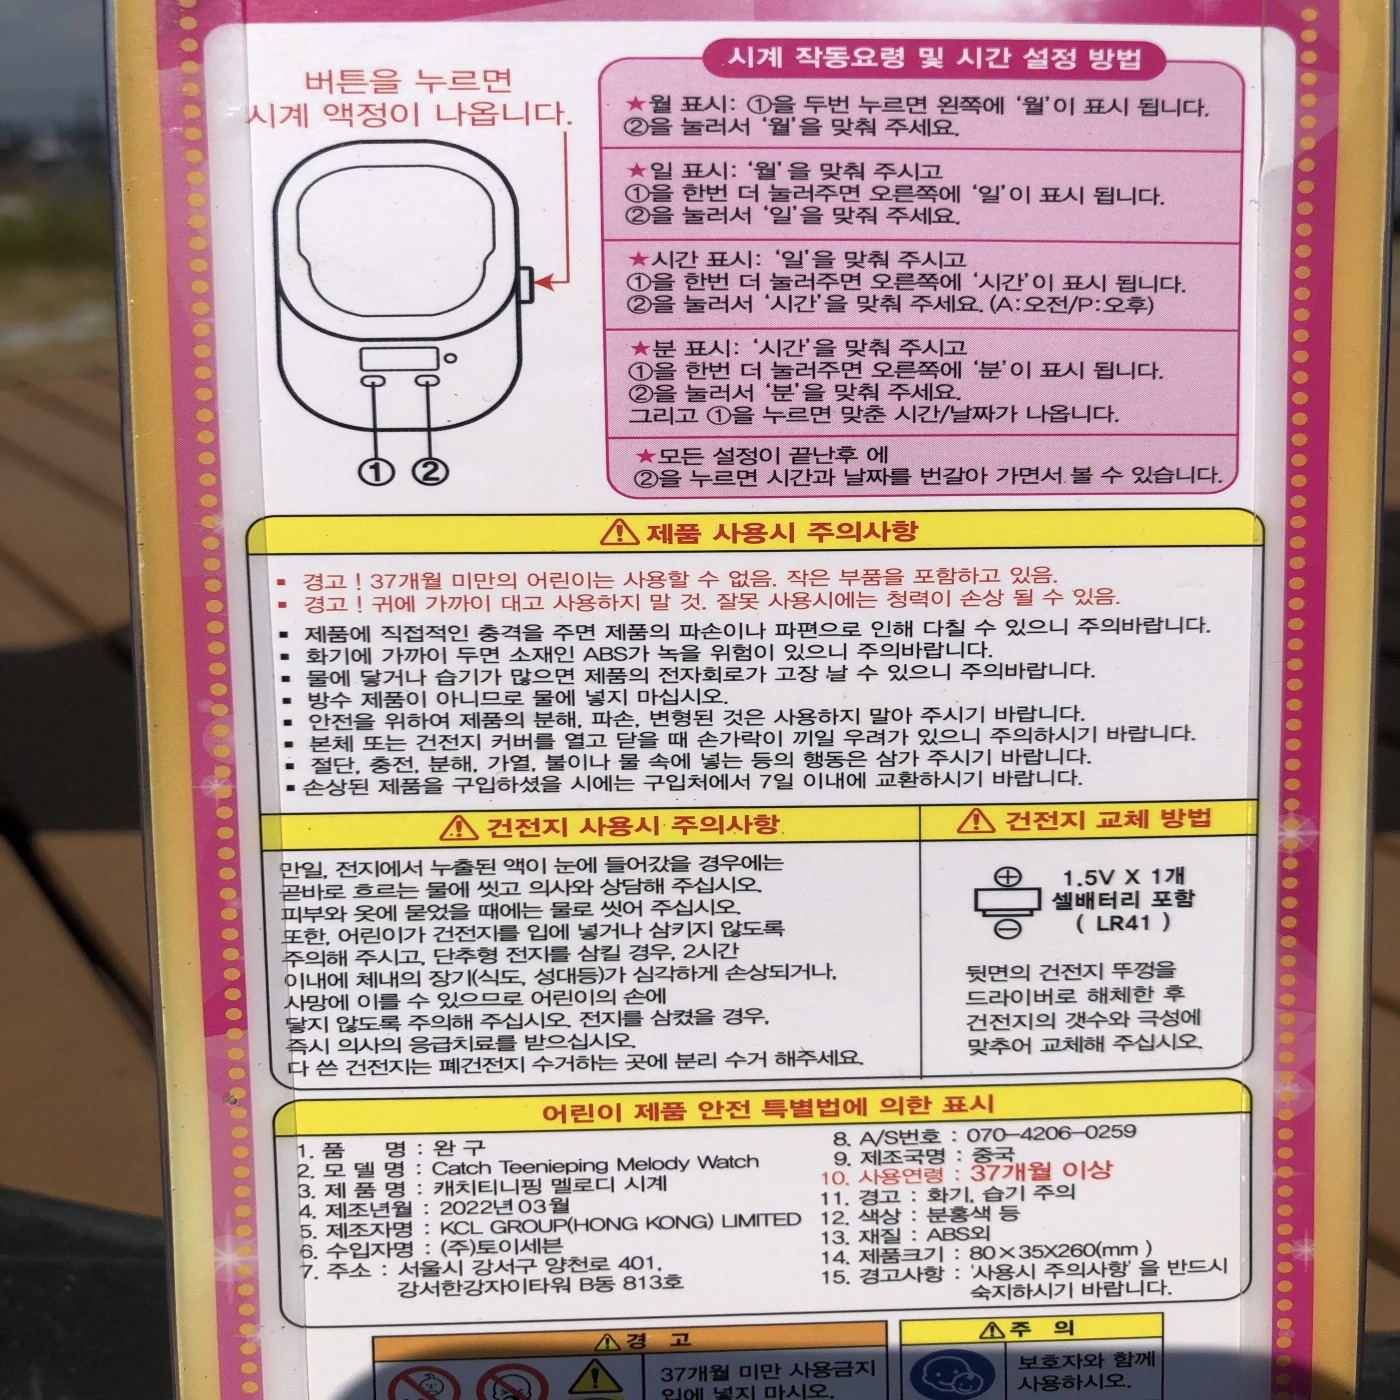 버튼을 누르면
시계 액정이 나옵니다.
① ②
시계 작동요령 및 시간 설정 방법
★월 표시: ①을 두번 누르면 왼쪽에 '월'이 표시 됩니다.
②을 눌러서 '월'을 맞춰 주세요.
★일 표시: '월' 을 맞춰 주시고
①을 한번 더 눌러주면 오른쪽에 '일'이 표시 됩니다.
②을 눌러서 '일'을 맞춰 주세요.
★시간 표시: '일'을 맞춰 주시고
①을 한번 더 눌러주면 오른쪽에 '시간'이 표시 됩니다.
②을 눌러서 '시간'을 맞춰 주세요. (A:오전/P:오후)
★분 표시: '시간'을 맞춰 주시고
①을 한번 더 눌러주면 오른쪽에 '분'이 표시 됩니다.
②을 눌러서 '분'을 맞춰 주세요.
그리고 ①을 누르면 맞춘 시간/날짜가 나옵니다.
★모든 설정이 끝난후 에
②을 누르면 시간과 날짜를 번갈아 가면서 볼 수 있습니다.
⚠ 제품 사용시 주의사항
▪ 경고 ! 37개월 미만의 어린이는 사용할 수 없음. 작은 부품을 포함하고 있음.
▪ 경고 ! 귀에 가까이 대고 사용하지 말 것. 잘못 사용시에는 청력이 손상 될 수 있음.
▪ 제품에 직접적인 충격을 주면 제품의 파손이나 파편으로 인해 다칠 수 있으니 주의바랍니다.
▪ 화기에 가까이 두면 소재인 ABS가 녹을 위험이 있으니 주의바랍니다.
▪ 물에 닿거나 습기가 많으면 제품의 전자회로가 고장 날 수 있으니 주의바랍니다.
▪ 방수 제품이 아니므로 물에 넣지 마십시오.
▪ 안전을 위하여 제품의 분해, 파손, 변형된 것은 사용하지 말아 주시기 바랍니다.
▪ 본체 또는 건전지 커버를 열고 닫을 때 손가락이 끼일 우려가 있으니 주의하시기 바랍니다.
▪ 절단, 충전, 분해, 가열, 불이나 물 속에 넣는 등의 행동은 삼가 주시기 바랍니다.
▪ 손상된 제품을 구입하셨을 시에는 구입처에서 7일 이내에 교환하시기 바랍니다.
⚠ 건전지 사용시 주의사항
만일, 전지에서 누출된 액이 눈에 들어갔을 경우에는
곧바로 흐르는 물에 씻고 의사와 상담해 주십시오.
피부와 옷에 묻었을 때에는 물로 씻어 주십시오.
또한, 어린이가 건전지를 입에 넣거나 삼키지 않도록
주의해 주시고, 단추형 전지를 삼킬 경우, 2시간
이내에 체내의 장기(식도, 성대등)가 심각하게 손상되거나,
사망에 이를 수 있으므로 어린이의 손에
닿지 않도록 주의해 주십시오. 전지를 삼켰을 경우,
즉시 의사의 응급치료를 받으십시오.
다 쓴 건전지는 폐건전지 수거하는 곳에 분리 수거 해주세요.
⚠ 건전지 교체 방법
⊕ 1.5V X 1개
셀배터리 포함
⊖ ( LR41 )
뒷면의 건전지 뚜껑을
드라이버로 해체한 후
건전지의 갯수와 극성에
맞추어 교체해 주십시오.
어린이 제품 안전 특별법에 의한 표시
1. 품 명 : 완 구
2. 모 델 명 : Catch Teenieping Melody Watch
3. 제 품 명 : 캐치티니핑 멜로디 시계
4. 제조년월 : 2022년 03월
5. 제조자명 : KCL GROUP(HONG KONG) LIMITED
6. 수입자명 : (주)토이세븐
7. 주소 : 서울시 강서구 양천로 401,
강서한강자이타워 B동 813호
8. A/S번호 : 070-4206-0259
9. 제조국명 : 중국
10. 사용연령 : 37개월 이상
11. 경고 : 화기, 습기 주의
12. 색상 : 분홍색 등
13. 재질 : ABS외
14. 제품크기 : 80×35X260(mm )
15. 경고사항 : '사용시 주의사항' 을 반드시
숙지하시기 바랍니다.
⚠경 고
37개월 미만 사용금지
입에 넣지 마시오.
⚠주 의
보호자와 함께
사용하시오.